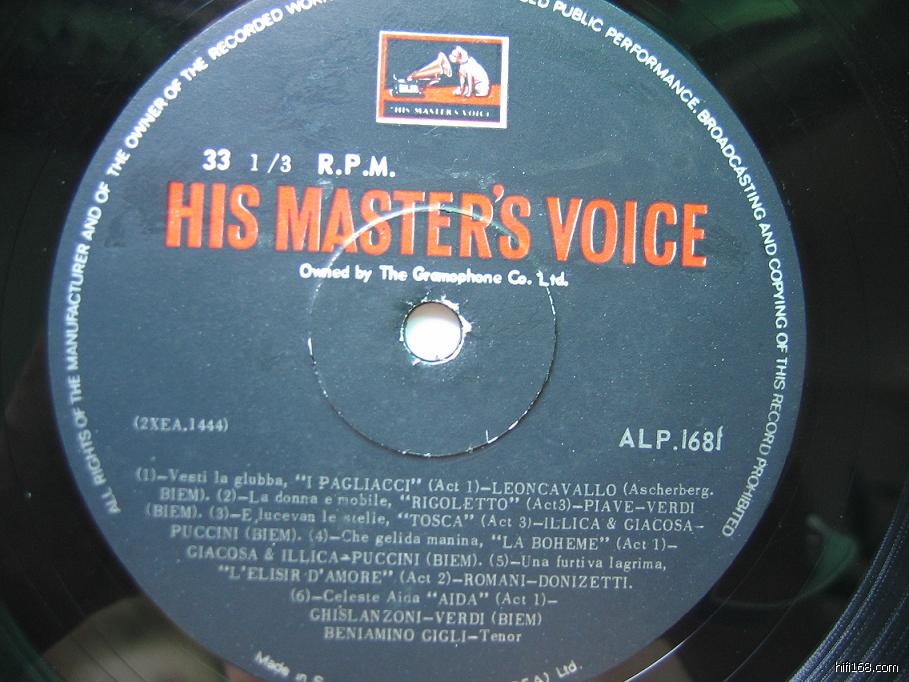 ALL RIGHTS OF THE MANUFACTURER AND OF THE OWNER OF THE RECORDED WORK
PUBLIC PERFORMANCE, BROADCASTING AND COPYING OF THIS RECORD PROHIBITED
"HIS MASTER'S VOICE"
33 1/3 R.P.M.
HIS MASTER'S VOICE
Owned by The Gramophone Co. Ltd.
(2XEA.1444)
ALP.1681
(1)–Vesti la glubba, "I PAGLIACCI" (Act 1)–LEONCAVALLO (Ascherberg.
BIEM). (2)–La donna e mobile, "RIGOLETTO" (Act3)–PIAVE–VERDI
(BIEM). (3)–E lucevan le stelie, "TOSCA" (Act 3)–ILLICA & GIACOSA–
PUCCINI (BIEM). (4)–Che gelida manina, "LA BOHEME" (Act 1)–
GIACOSA & ILLICA–PUCCINI (BIEM). (5)–Una furtiva lagrima,
"L'ELISIR D'AMORE" (Act 2)–ROMANI–DONIZETTI.
(6)–Celeste Aida "AIDA" (Act 1)–
GHISLANZONI–VERDI (BIEM)
BENIAMINO GIGLI–Tenor
Made in
Ltd.
hifi168.com